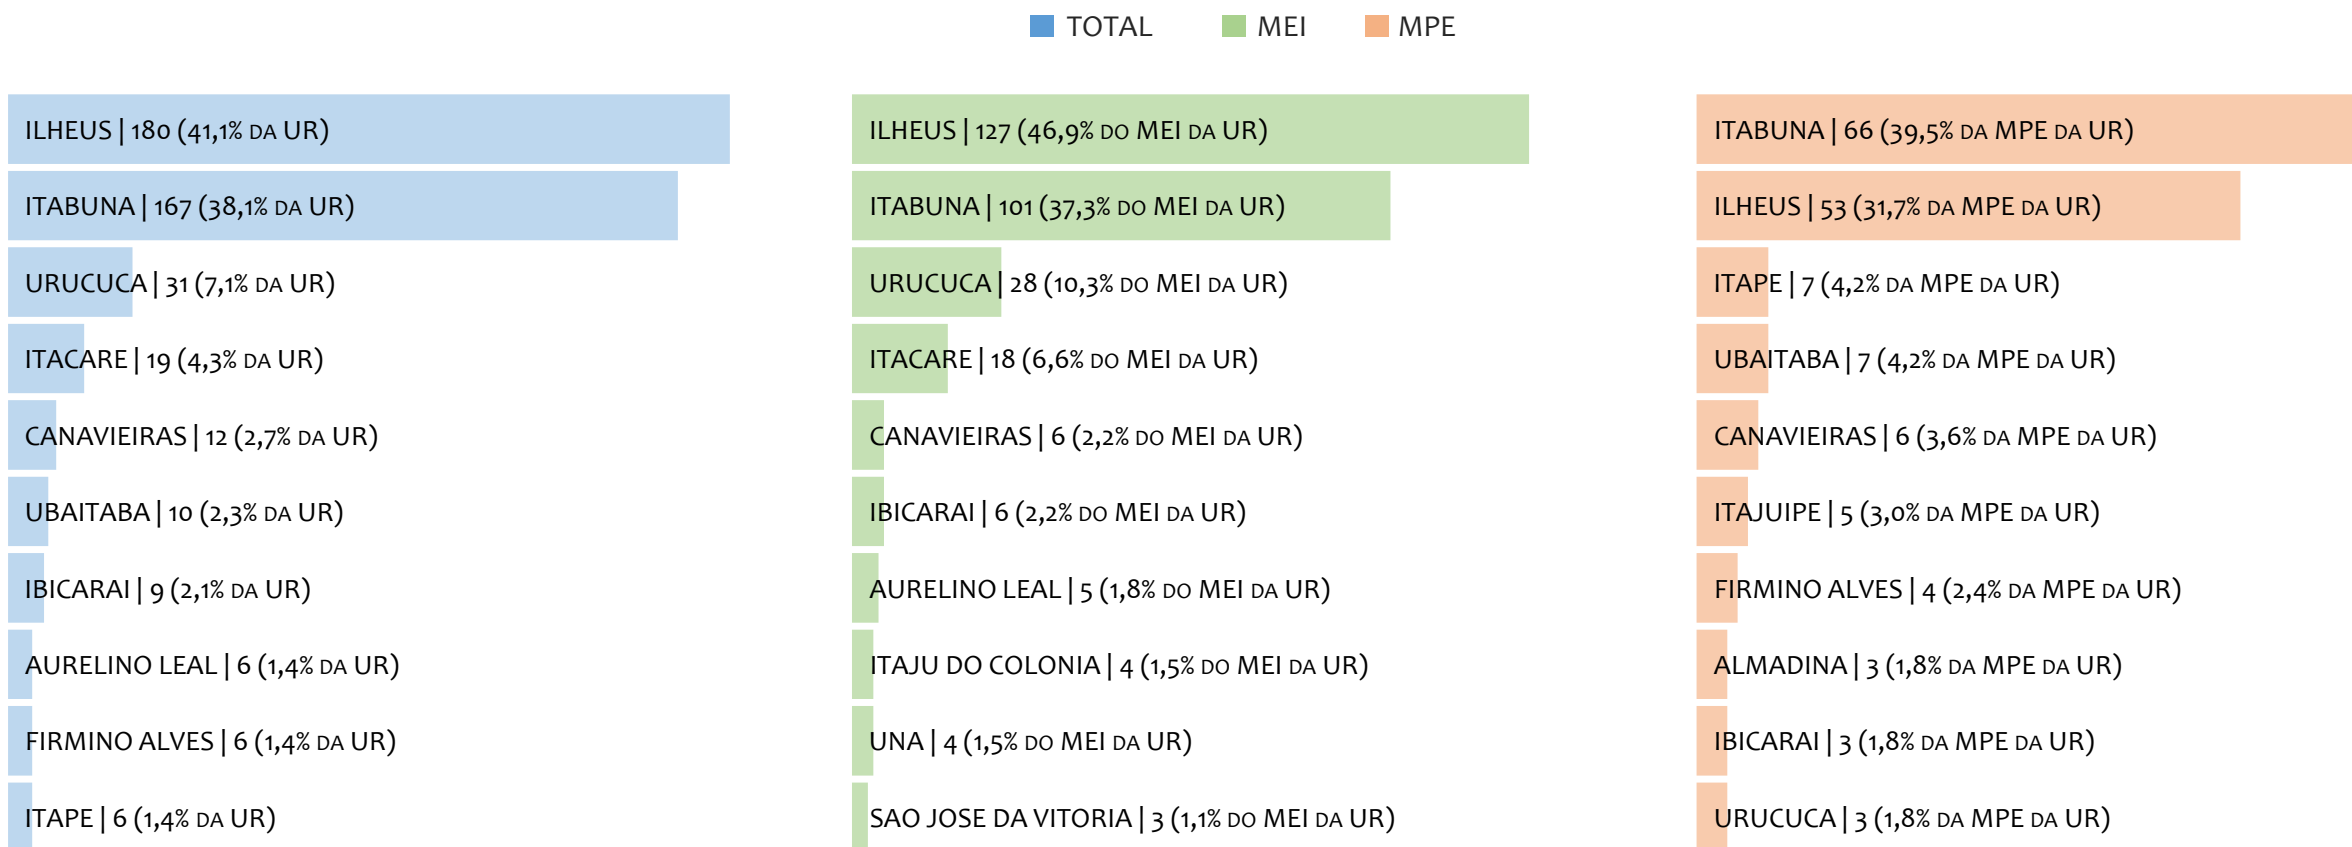 TOTAL MEI MPE
ILHEUS | 180 (41,1% DA UR)
ITABUNA | 167 (38,1% DA UR)
URUCUCA | 31 (7,1% DA UR)
ITACARE | 19 (4,3% DA UR)
CANAVIEIRAS | 12 (2,7% DA UR)
UBAITABA | 10 (2,3% DA UR)
IBICARAI | 9 (2,1% DA UR)
AURELINO LEAL | 6 (1,4% DA UR)
FIRMINO ALVES | 6 (1,4% DA UR)
ITAPE | 6 (1,4% DA UR)
ILHEUS | 127 (46,9% DO MEI DA UR)
ITABUNA | 101 (37,3% DO MEI DA UR)
URUCUCA | 28 (10,3% DO MEI DA UR)
ITACARE | 18 (6,6% DO MEI DA UR)
CANAVIEIRAS | 6 (2,2% DO MEI DA UR)
IBICARAI | 6 (2,2% DO MEI DA UR)
AURELINO LEAL | 5 (1,8% DO MEI DA UR)
ITAJU DO COLONIA | 4 (1,5% DO MEI DA UR)
UNA | 4 (1,5% DO MEI DA UR)
SAO JOSE DA VITORIA | 3 (1,1% DO MEI DA UR)
ITABUNA | 66 (39,5% DA MPE DA UR)
ILHEUS | 53 (31,7% DA MPE DA UR)
ITAPE | 7 (4,2% DA MPE DA UR)
UBAITABA | 7 (4,2% DA MPE DA UR)
CANAVIEIRAS | 6 (3,6% DA MPE DA UR)
ITAJUIPE | 5 (3,0% DA MPE DA UR)
FIRMINO ALVES | 4 (2,4% DA MPE DA UR)
ALMADINA | 3 (1,8% DA MPE DA UR)
IBICARAI | 3 (1,8% DA MPE DA UR)
URUCUCA | 3 (1,8% DA MPE DA UR)